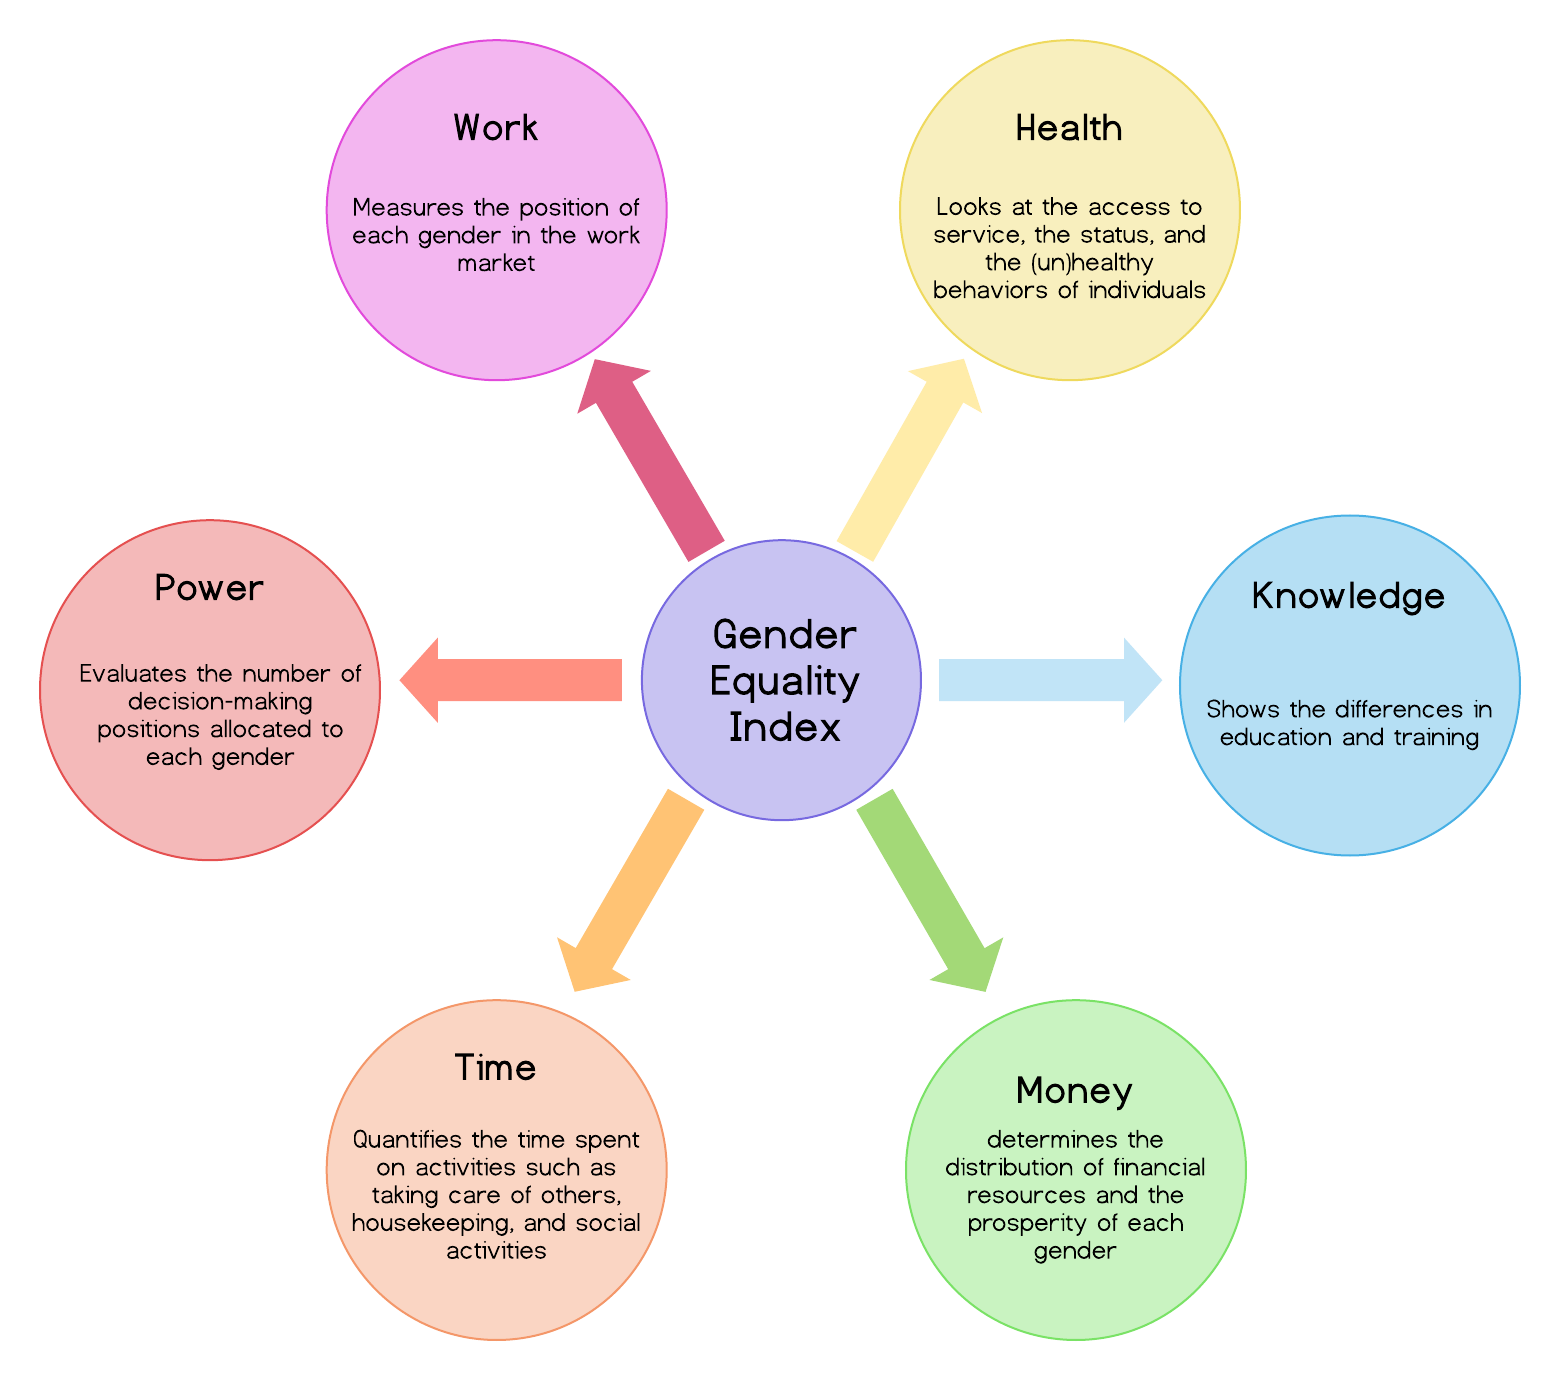 Work
Measures the position of
each gender in the work
market
Health
Looks at the access to
service, the status, and
the (un)healthy
behaviors of individuals
Power
Evaluates the number of
decision-making
positions allocated to
each gender
Gender
Equality
Index
Knowledge
Shows the differences in
education and training
Time
Quantifies the time spent
on activities such as
taking care of others,
housekeeping, and social
activities
Money
determines the
distribution of financial
resources and the
prosperity of each
gender